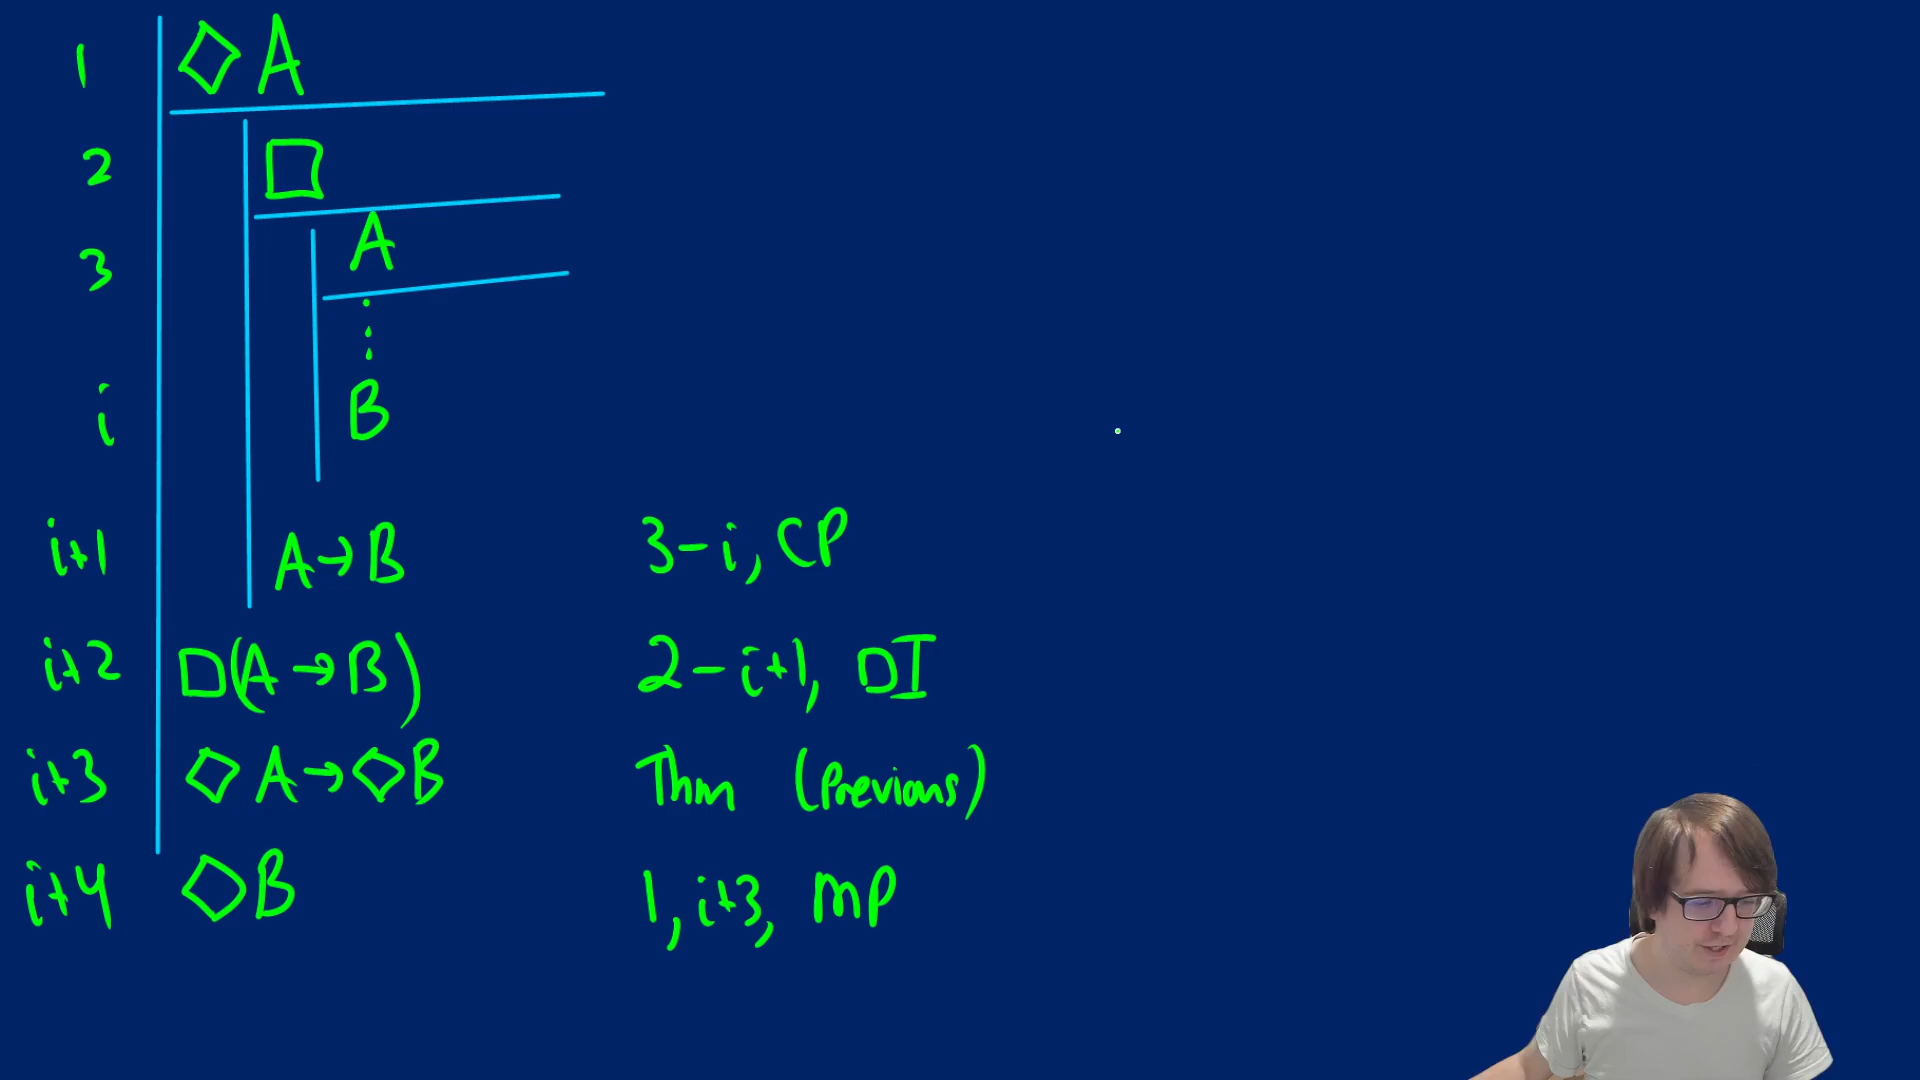 1 ◇A
2 □
3 A
⋮
i B
i+1 A→B 3-i, CP
i+2 □(A→B) 2-i+1, □I
i+3 ◇A→◇B Thm (Previous)
i+4 ◇B 1, i+3, MP